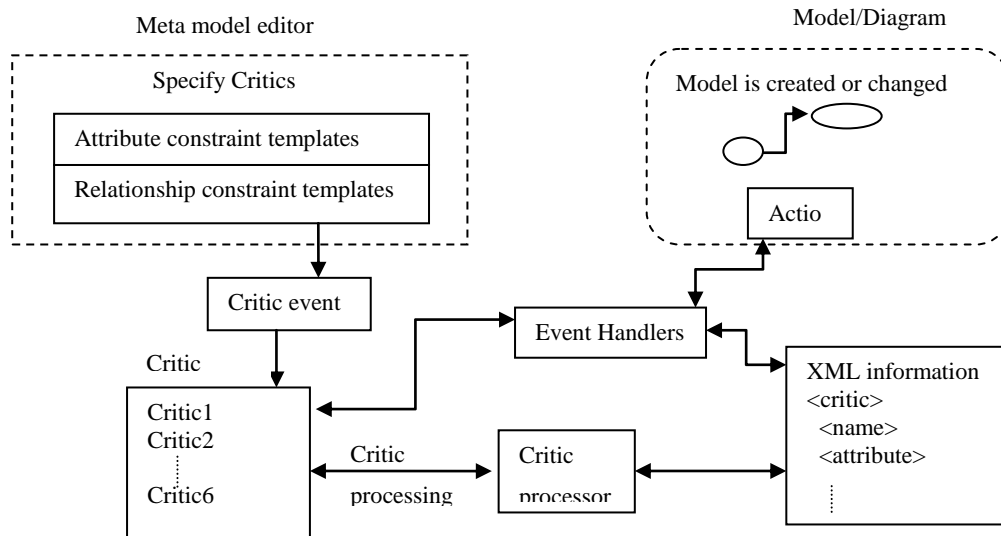 Meta model editor
Model/Diagram
Specify Critics
Attribute constraint templates
Relationship constraint templates
Model is created or changed
Actio
Critic event
Event Handlers
Critic
Critic1
Critic2
Critic6
Critic
processing
Critic
processor
XML information
<critic>
<name>
<attribute>